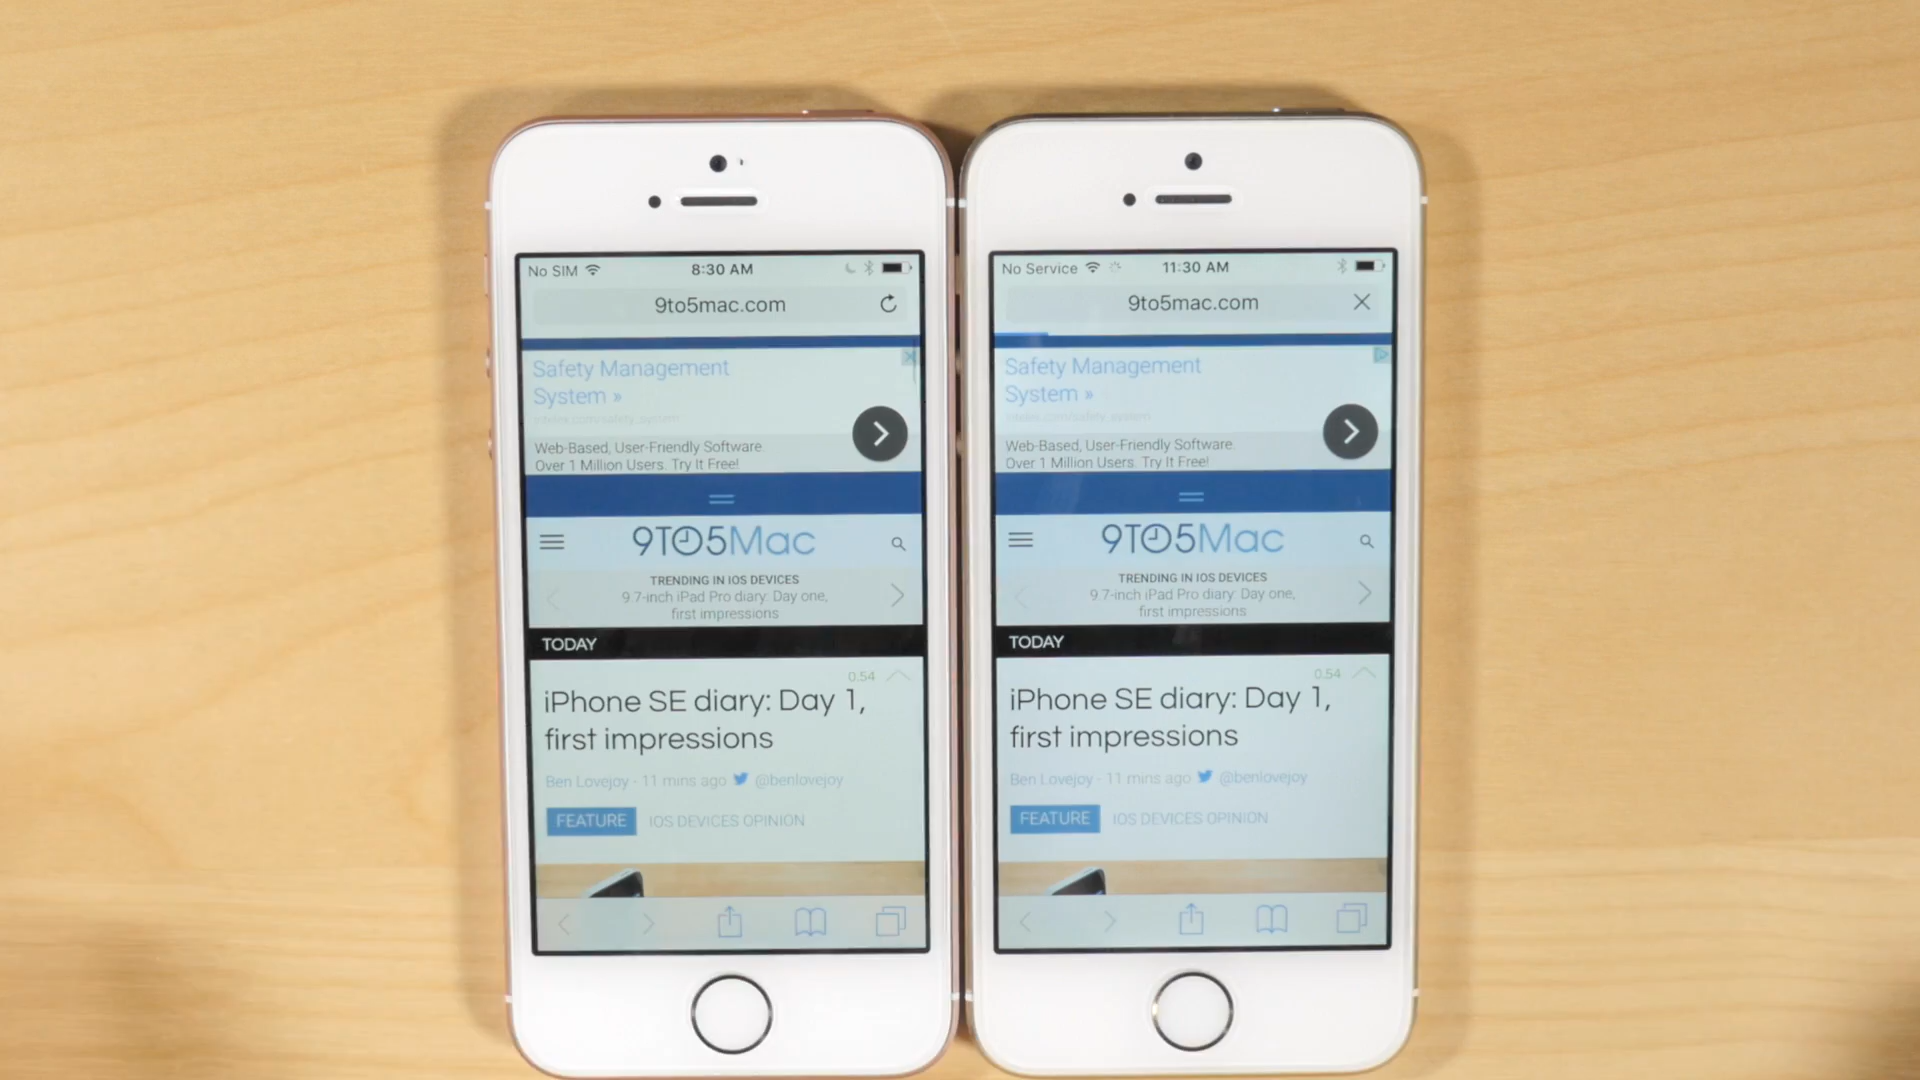 No SIM 8:30 AM
9to5mac.com
Safety Management
System »
Web-Based, User-Friendly Software.
Over 1 Million Users. Try It Free!
9TO5Mac
TRENDING IN IOS DEVICES
9.7-inch iPad Pro diary: Day one,
first impressions
TODAY
0.54
iPhone SE diary: Day 1,
first impressions
Ben Lovejoy - 11 mins ago @benlovejoy
FEATURE IOS DEVICES OPINION
No Service 11:30 AM
9to5mac.com
Safety Management
System »
Web-Based, User-Friendly Software.
Over 1 Million Users. Try It Free!
9TO5Mac
TRENDING IN IOS DEVICES
9.7-inch iPad Pro diary: Day one,
first impressions
TODAY
0.54
iPhone SE diary: Day 1,
first impressions
Ben Lovejoy - 11 mins ago @benlovejoy
FEATURE IOS DEVICES OPINION